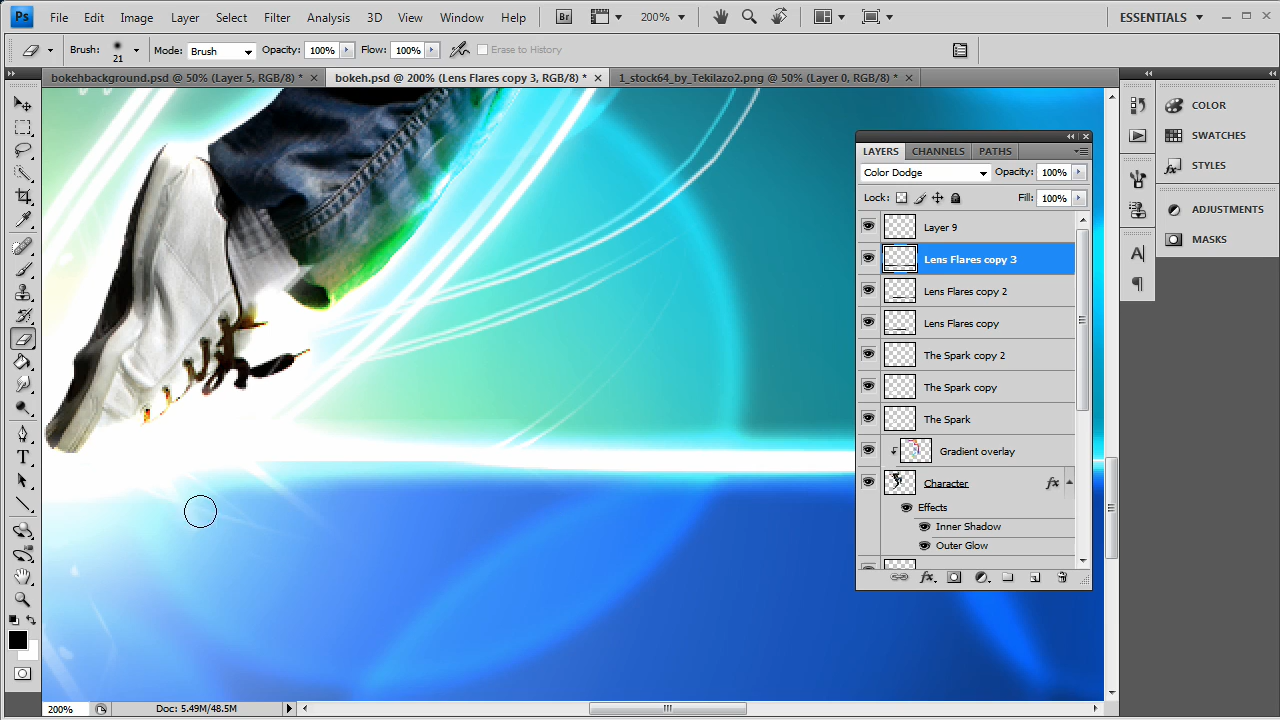 Ps File Edit Image Layer Select Filter Analysis 3D View Window Help Br 200% ESSENTIALS
Brush: 21 Mode: Brush Opacity: 100% Flow: 100% Erase to History
bokehbackground.psd @ 50% (Layer 5, RGB/8) * bokeh.psd @ 200% (Lens Flares copy 3, RGB/8) * 1_stock64_by_Tekilazo2.png @ 50% (Layer 0, RGB/8) *
COLOR
SWATCHES
STYLES
ADJUSTMENTS
MASKS
LAYERS CHANNELS PATHS
Color Dodge Opacity: 100%
Lock: Fill: 100%
Layer 9
Lens Flares copy 3
Lens Flares copy 2
Lens Flares copy
The Spark copy 2
The Spark copy
The Spark
Gradient overlay
Character fx
Effects
Inner Shadow
Outer Glow
fx
200% Doc: 5.49M/48.5M